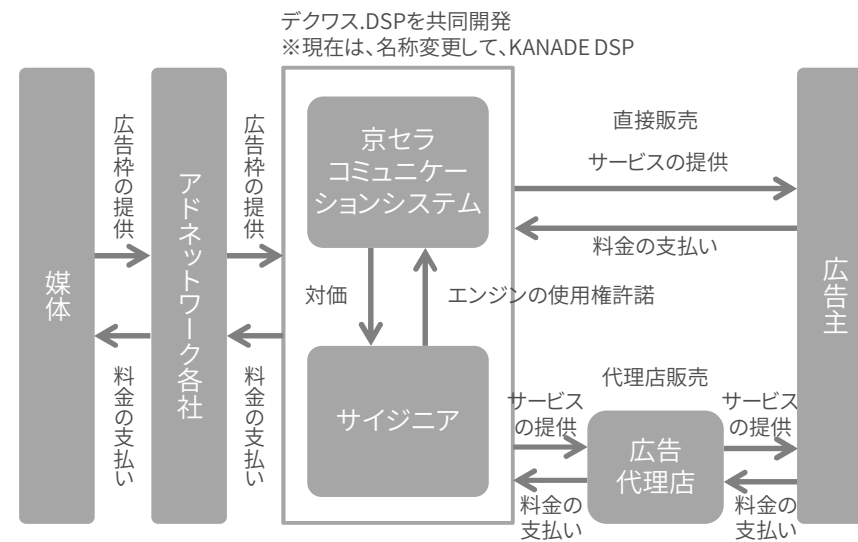 デクワス.DSPを共同開発
※現在は、名称変更して、KANADE DSP
媒体
広告枠の提供
料金の支払い
アドネットワーク各社
広告枠の提供
料金の支払い
京セラ
コミュニケー
ションシステム
対価
エンジンの使用権許諾
サイジニア
直接販売
サービスの提供
料金の支払い
代理店販売
サービス
の提供
料金の
支払い
広告
代理店
サービス
の提供
料金の
支払い
広告主